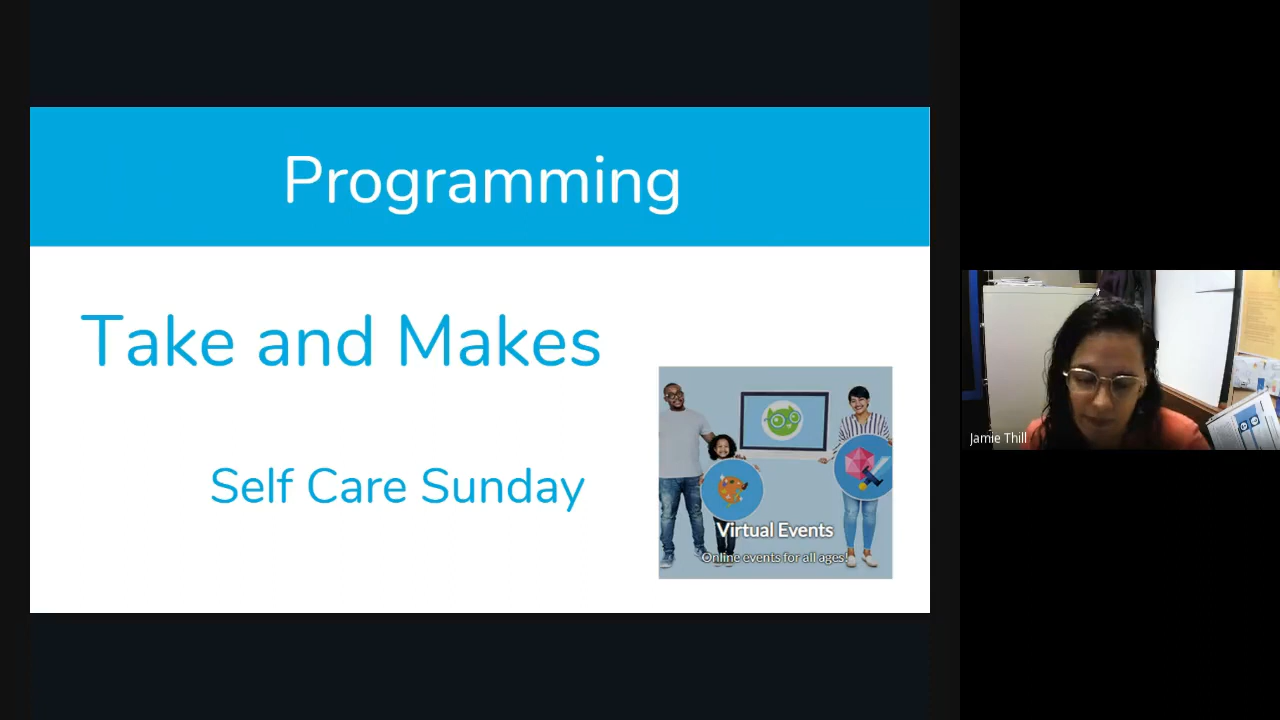 Programming
Take and Makes
Self Care Sunday
Virtual Events
Online events for all ages!
Jamie Thill